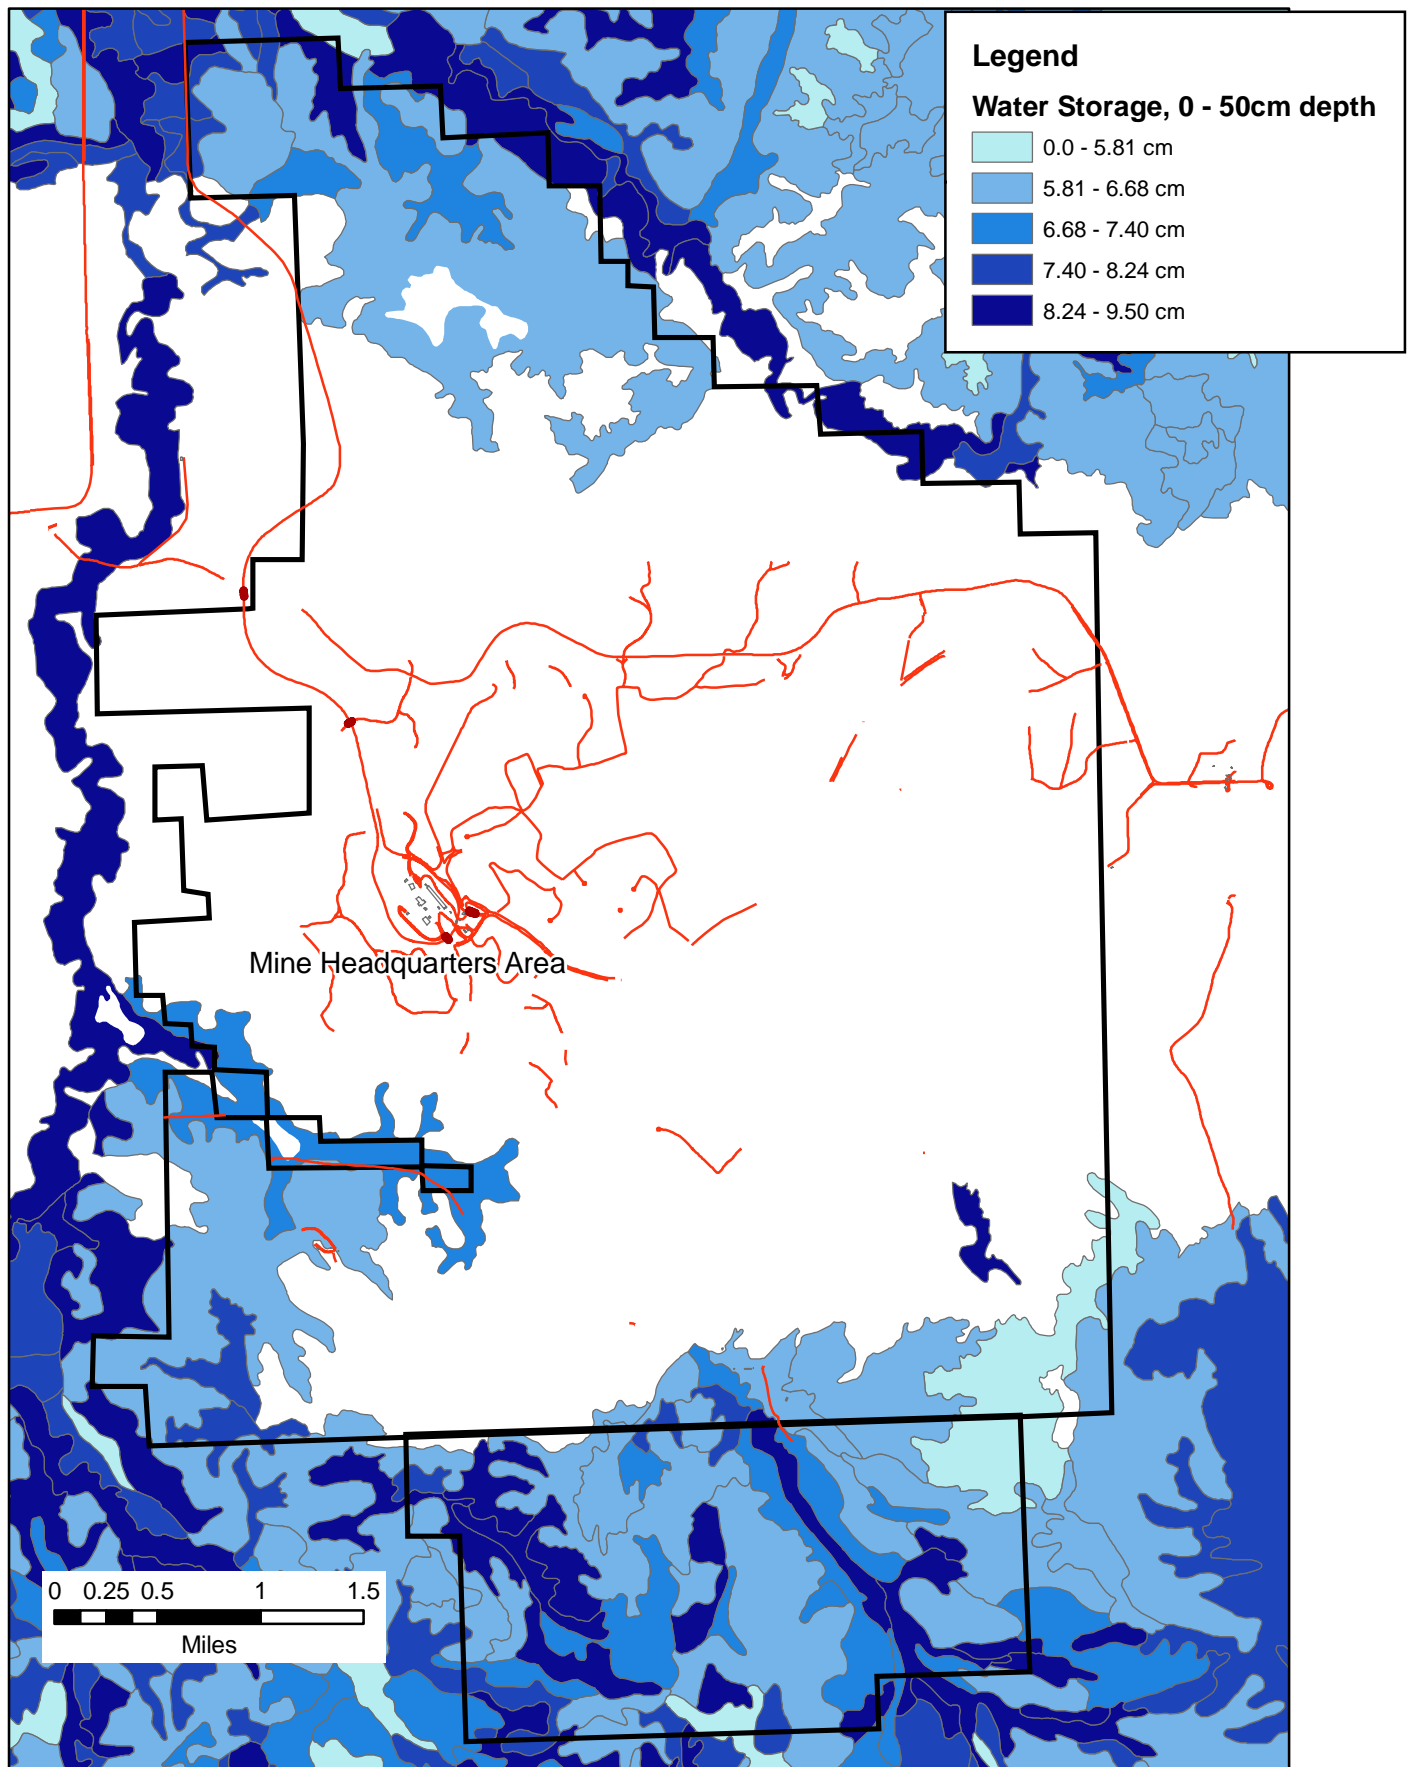 Legend
Water Storage, 0 - 50cm depth
0.0 - 5.81 cm
5.81 - 6.68 cm
6.68 - 7.40 cm
7.40 - 8.24 cm
8.24 - 9.50 cm
Mine Headquarters Area
0 0.25 0.5 1 1.5
Miles